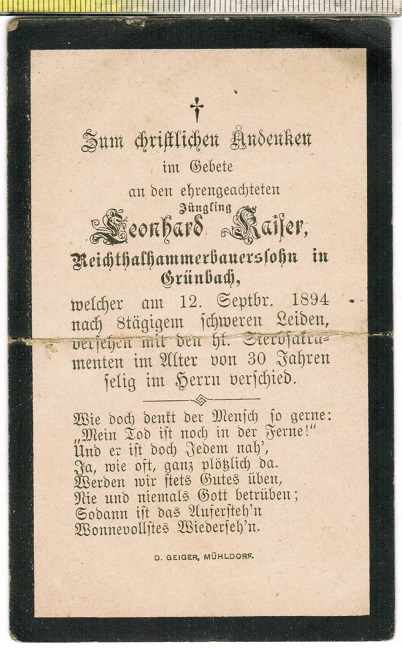 †
Zum christlichen Andenken
im Gebete
an den ehrengeachteten
Jüngling
Leonhard Kaiser,
Reichthalhammerbauerssohn in
Grünbach,
welcher am 12. Septbr. 1894
nach 8tägigem schweren Leiden,
versehen mit den hl. Sterbsakra-
menten im Alter von 30 Jahren
selig im Herrn verschied.
Wie doch denkt der Mensch so gerne:
„Mein Tod ist noch in der Ferne!"
Und er ist doch Jedem nah',
Ja, wie oft, ganz plötzlich da.
Werden wir stets Gutes üben,
Nie und niemals Gott betrüben;
Sodann ist das Aufersteh'n
Wonnevollstes Wiederseh'n.
D. GEIGER, MÜHLDORF.